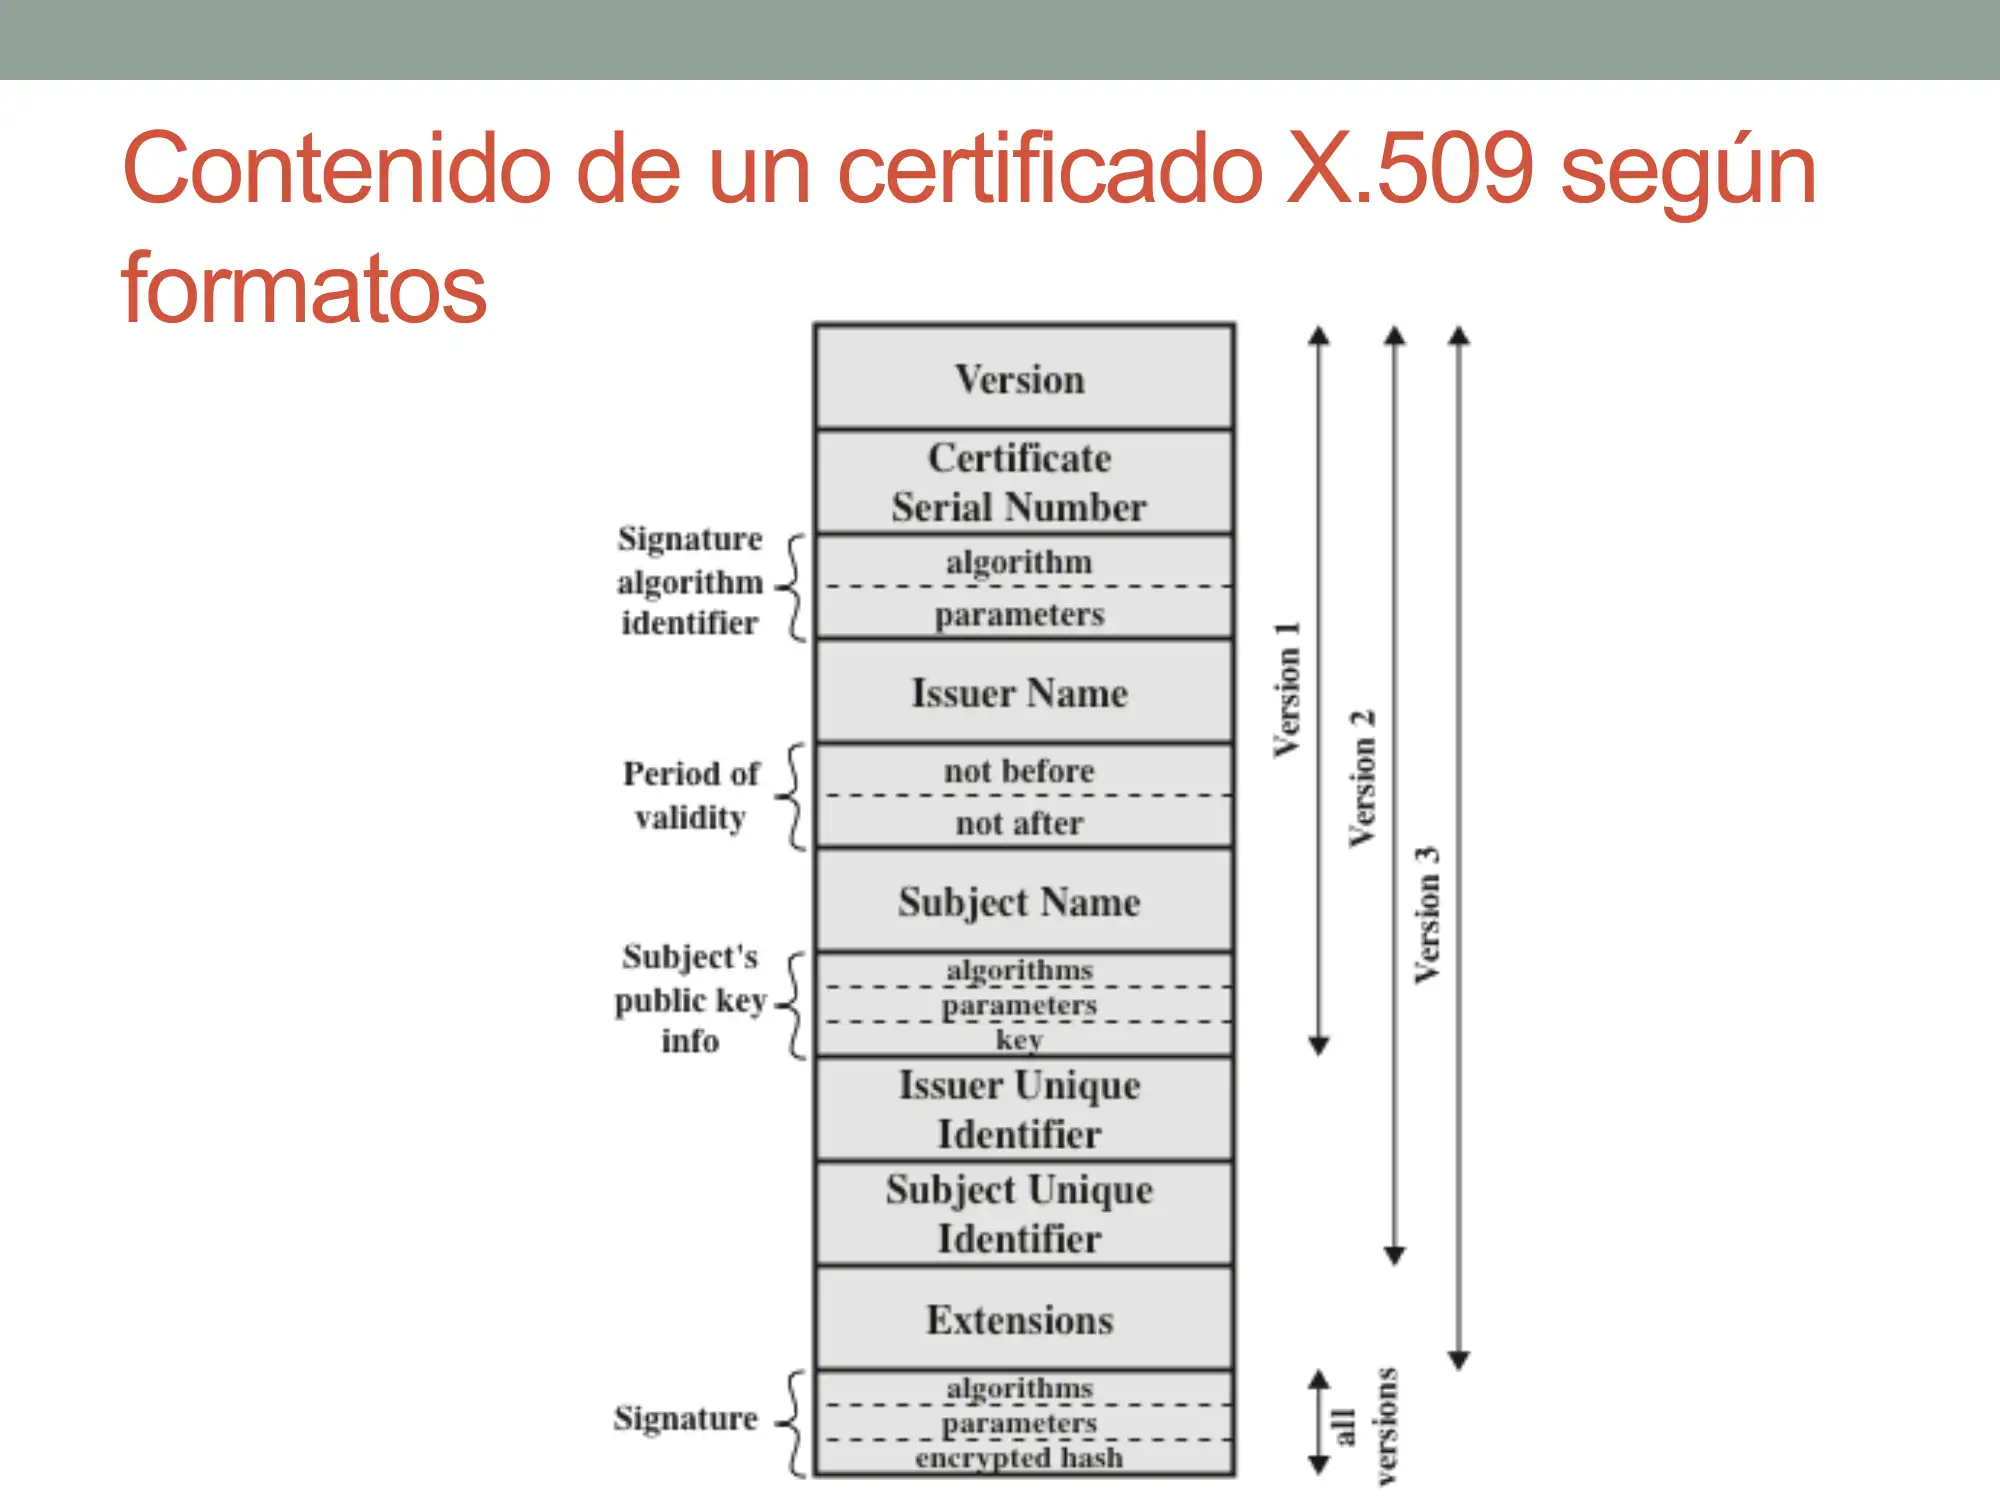 Contenido de un certificado X.509 según
formatos
Version
Certificate
Serial Number
Signature
algorithm
identifier
algorithm
parameters
Issuer Name
Period of
validity
not before
not after
Subject Name
Subject's
public key
info
algorithms
parameters
key
Issuer Unique
Identifier
Subject Unique
Identifier
Extensions
Signature
algorithms
parameters
encrypted hash
Version 1
Version 2
Version 3
all
versions